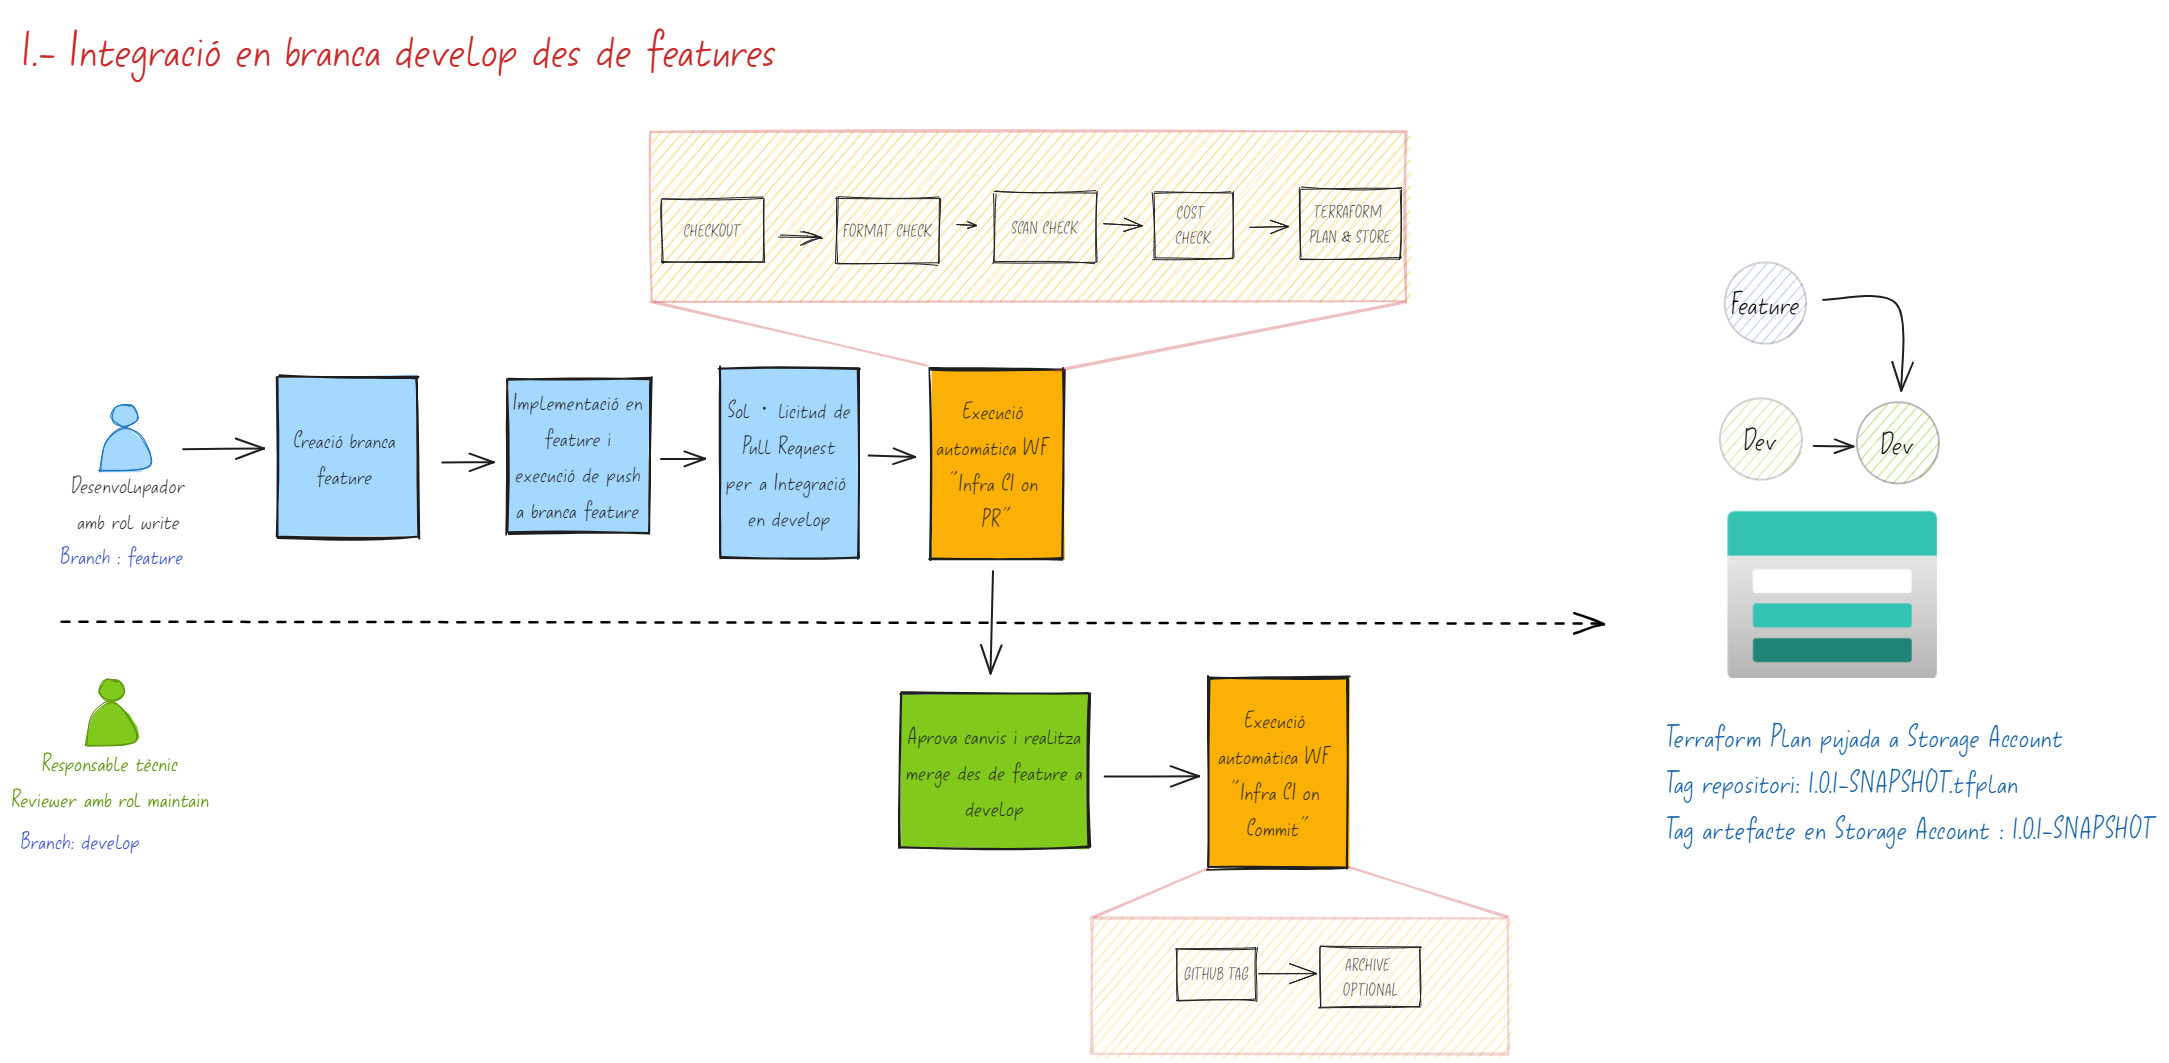 1.- Integració en branca develop des de features
CHECKOUT
FORMAT CHECK
SCAN CHECK
COST
CHECK
TERRAFORM
PLAN & STORE
Desenvolupador
amb rol write
Branch : feature
Creació branca
feature
Implementació en
feature i
execució de push
a branca feature
Sol · licitud de
Pull Request
per a Integració
en develop
Execució
automàtica WF
"Infra CI on
PR"
Feature
Dev
Dev
Responsable tècnic
Reviewer amb rol maintain
Branch: develop
Aprova canvis i realitza
merge des de feature a
develop
Execució
automàtica WF
"Infra CI on
Commit"
GITHUB TAG
ARCHIVE
OPTIONAL
Terraform Plan pujada a Storage Account
Tag repositori: 1.0.1-SNAPSHOT.tfplan
Tag artefacte en Storage Account : 1.0.1-SNAPSHOT